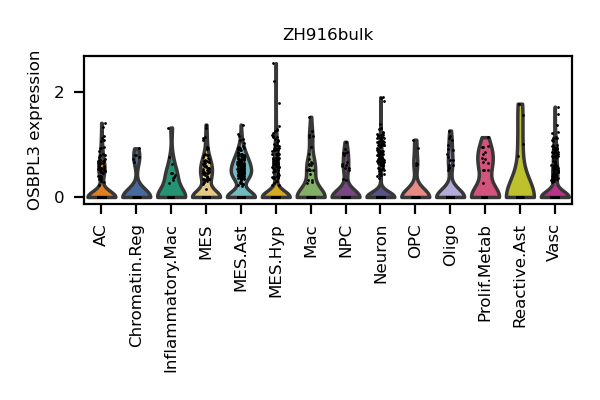 ZH916bulk
OSBPL3 expression
2
0
AC
Chromatin.Reg
Inflammatory.Mac
MES
MES.Ast
MES.Hyp
Mac
NPC
Neuron
OPC
Oligo
Prolif.Metab
Reactive.Ast
Vasc